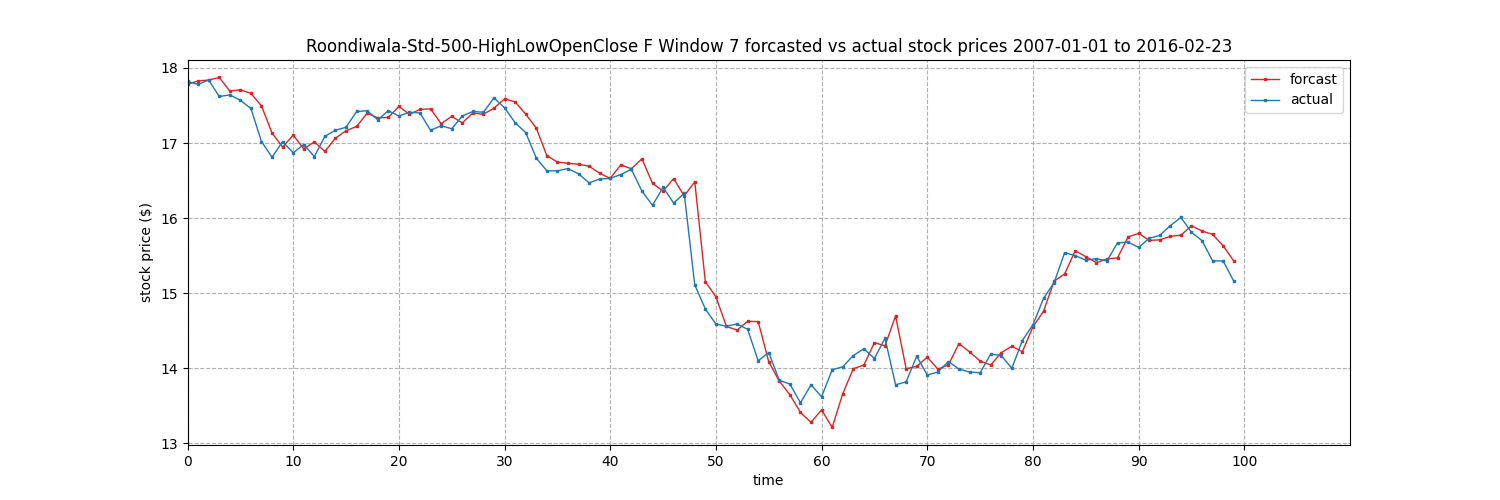 Roondiwala-Std-500-HighLowOpenClose F Window 7 forcasted vs actual stock prices 2007-01-01 to 2016-02-23
forcast
actual
18
17
16
15
14
13
stock price ($)
0 10 20 30 40 50 60 70 80 90 100
time